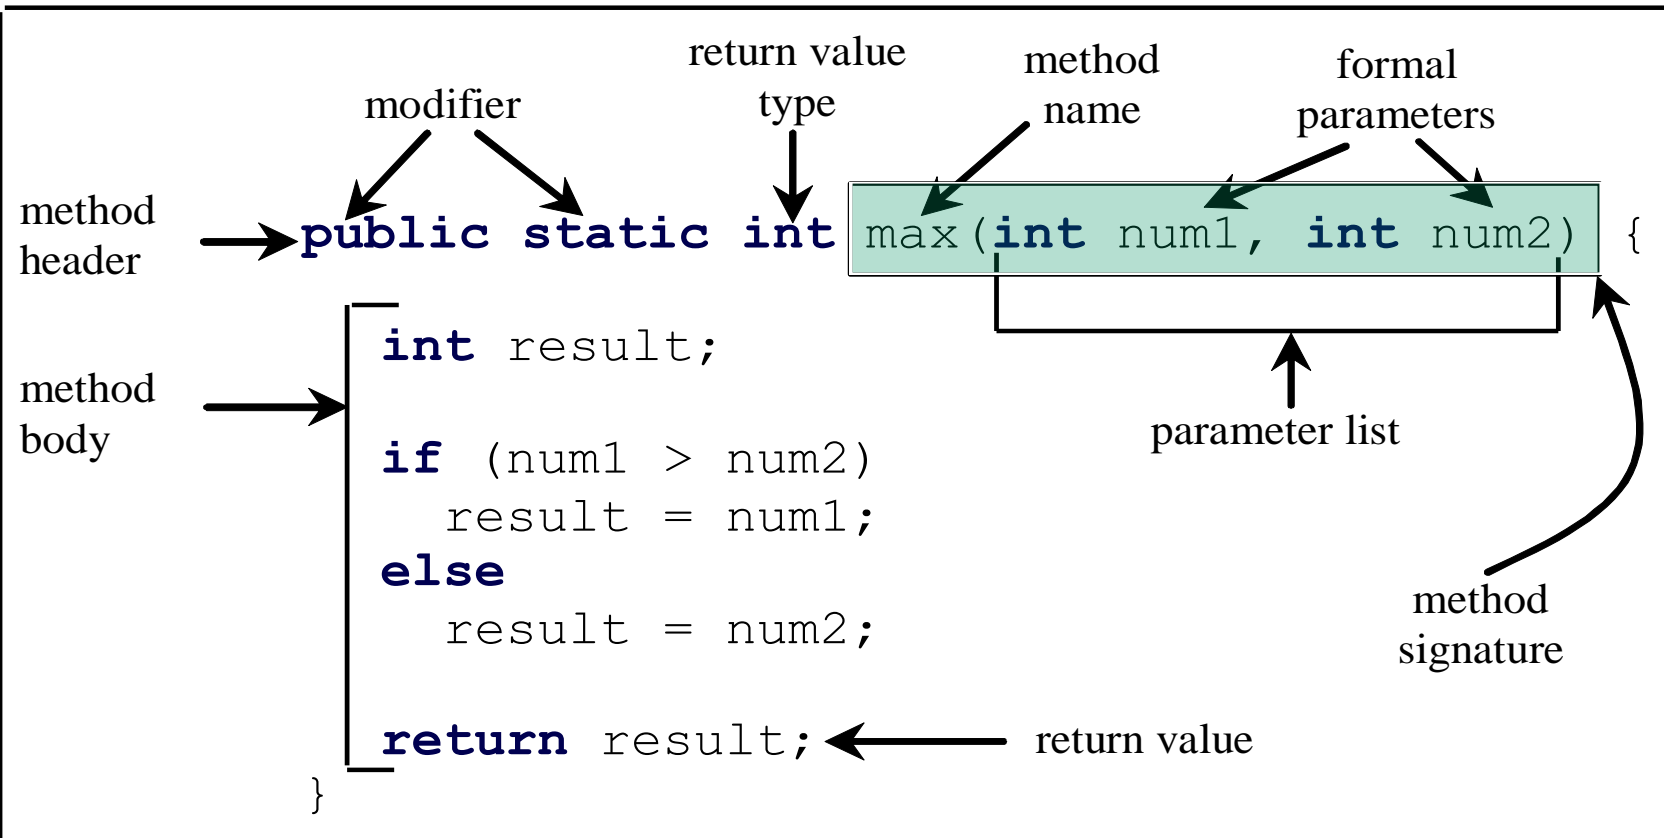 return value
type
method
name
formal
parameters
modifier
method
header
public static int max(int num1, int num2) {
int result;
method
body
parameter list
if (num1 > num2)
result = num1;
else
result = num2;
method
signature
return result;
return value
}